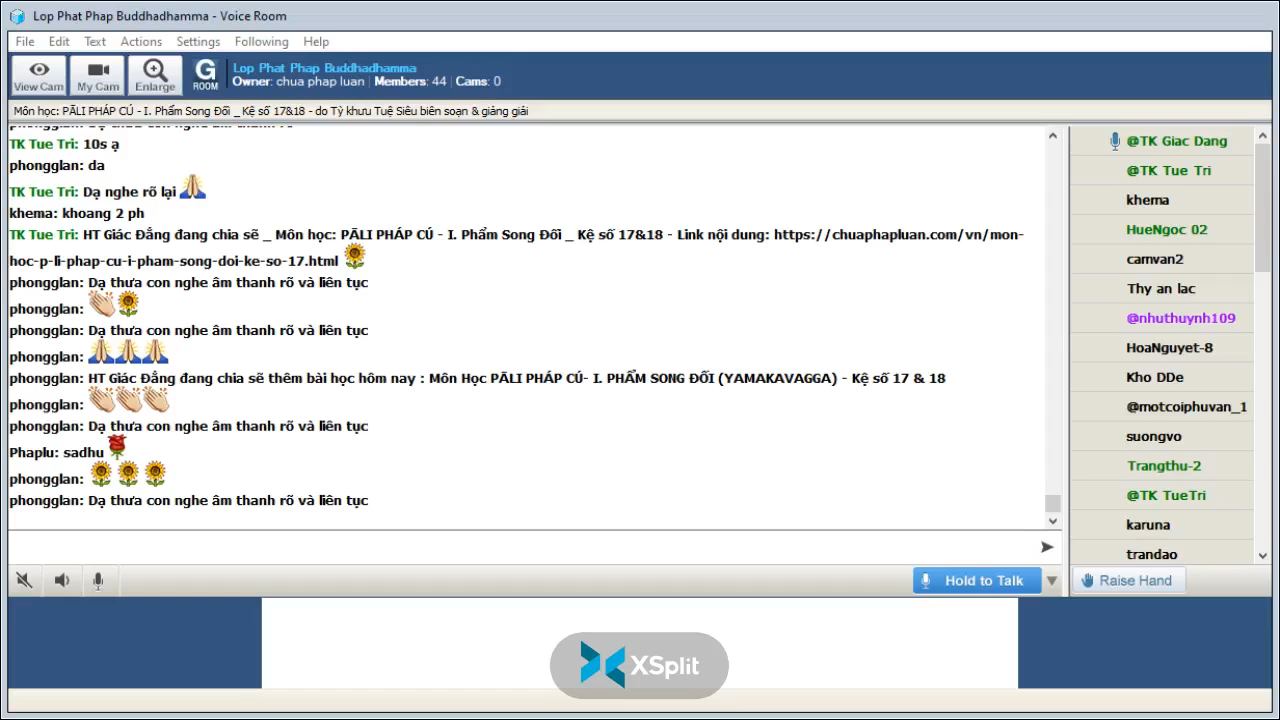 Lop Phat Phap Buddhadhamma - Voice Room
File Edit Text Actions Settings Following Help
View Cam My Cam Enlarge G ROOM
Lop Phat Phap Buddhadhamma
Owner: chua phap luan | Members: 44 | Cams: 0
Môn học: PĀLI PHÁP CÚ - I. Phẩm Song Đối _ Kệ số 17&18 - do Tỳ khưu Tuệ Siêu biên soạn & giảng giải
TK Tue Tri: 10s ạ
phongglan: da
TK Tue Tri: Dạ nghe rõ lại
khema: khoang 2 ph
TK Tue Tri: HT Giác Đẳng đang chia sẽ _ Môn học: PĀLI PHÁP CÚ - I. Phẩm Song Đối _ Kệ số 17&18 - Link nội dung: https://chuaphapluan.com/vn/mon-
hoc-p-li-phap-cu-i-pham-song-doi-ke-so-17.html
phongglan: Dạ thưa con nghe âm thanh rõ và liên tục
phongglan:
phongglan: Dạ thưa con nghe âm thanh rõ và liên tục
phongglan:
phongglan: HT Giác Đẳng đang chia sẽ thêm bài học hôm nay : Môn Học PĀLI PHÁP CÚ- I. PHẨM SONG ĐỐI (YAMAKAVAGGA) - Kệ số 17 & 18
phongglan:
phongglan: Dạ thưa con nghe âm thanh rõ và liên tục
Phaplu: sadhu
phongglan:
phongglan: Dạ thưa con nghe âm thanh rõ và liên tục
@TK Giac Dang
@TK Tue Tri
khema
HueNgoc 02
camvan2
Thy an lac
@nhuthuynh109
HoaNguyet-8
Kho DDe
@motcoiphuvan_1
suongvo
Trangthu-2
@TK TueTri
karuna
trandao
Hold to Talk
Raise Hand
XSplit